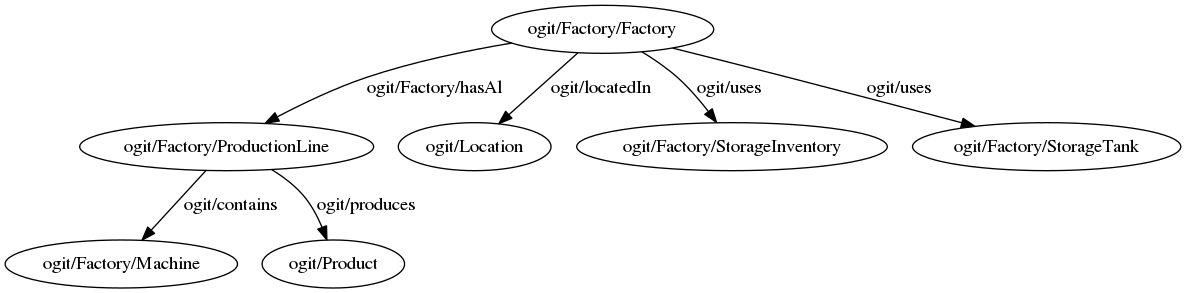 ogit/Factory/Factory
ogit/Factory/hasAl
ogit/locatedIn
ogit/uses
ogit/uses
ogit/Factory/ProductionLine
ogit/Location
ogit/Factory/StorageInventory
ogit/Factory/StorageTank
ogit/contains
ogit/produces
ogit/Factory/Machine
ogit/Product